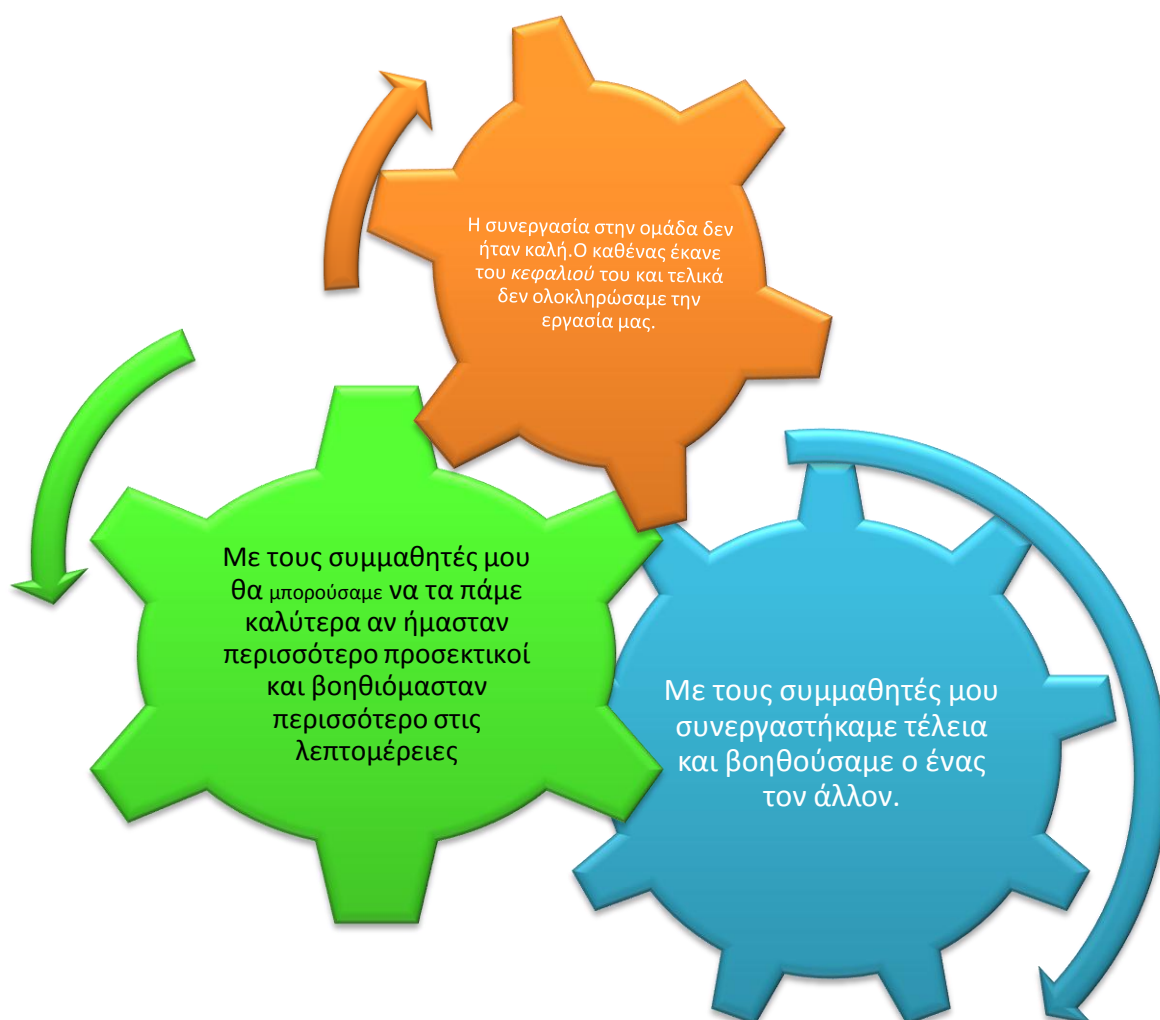 Η συνεργασία στην ομάδα δεν
ήταν καλή.Ο καθένας έκανε
του κεφαλιού του και τελικά
δεν ολοκληρώσαμε την
εργασία μας.
Με τους συμμαθητές μου
θα μπορούσαμε να τα πάμε
καλύτερα αν ήμασταν
περισσότερο προσεκτικοί
και βοηθιόμασταν
περισσότερο στις
λεπτομέρειες
Με τους συμμαθητές μου
συνεργαστήκαμε τέλεια
και βοηθούσαμε ο ένας
τον άλλον.